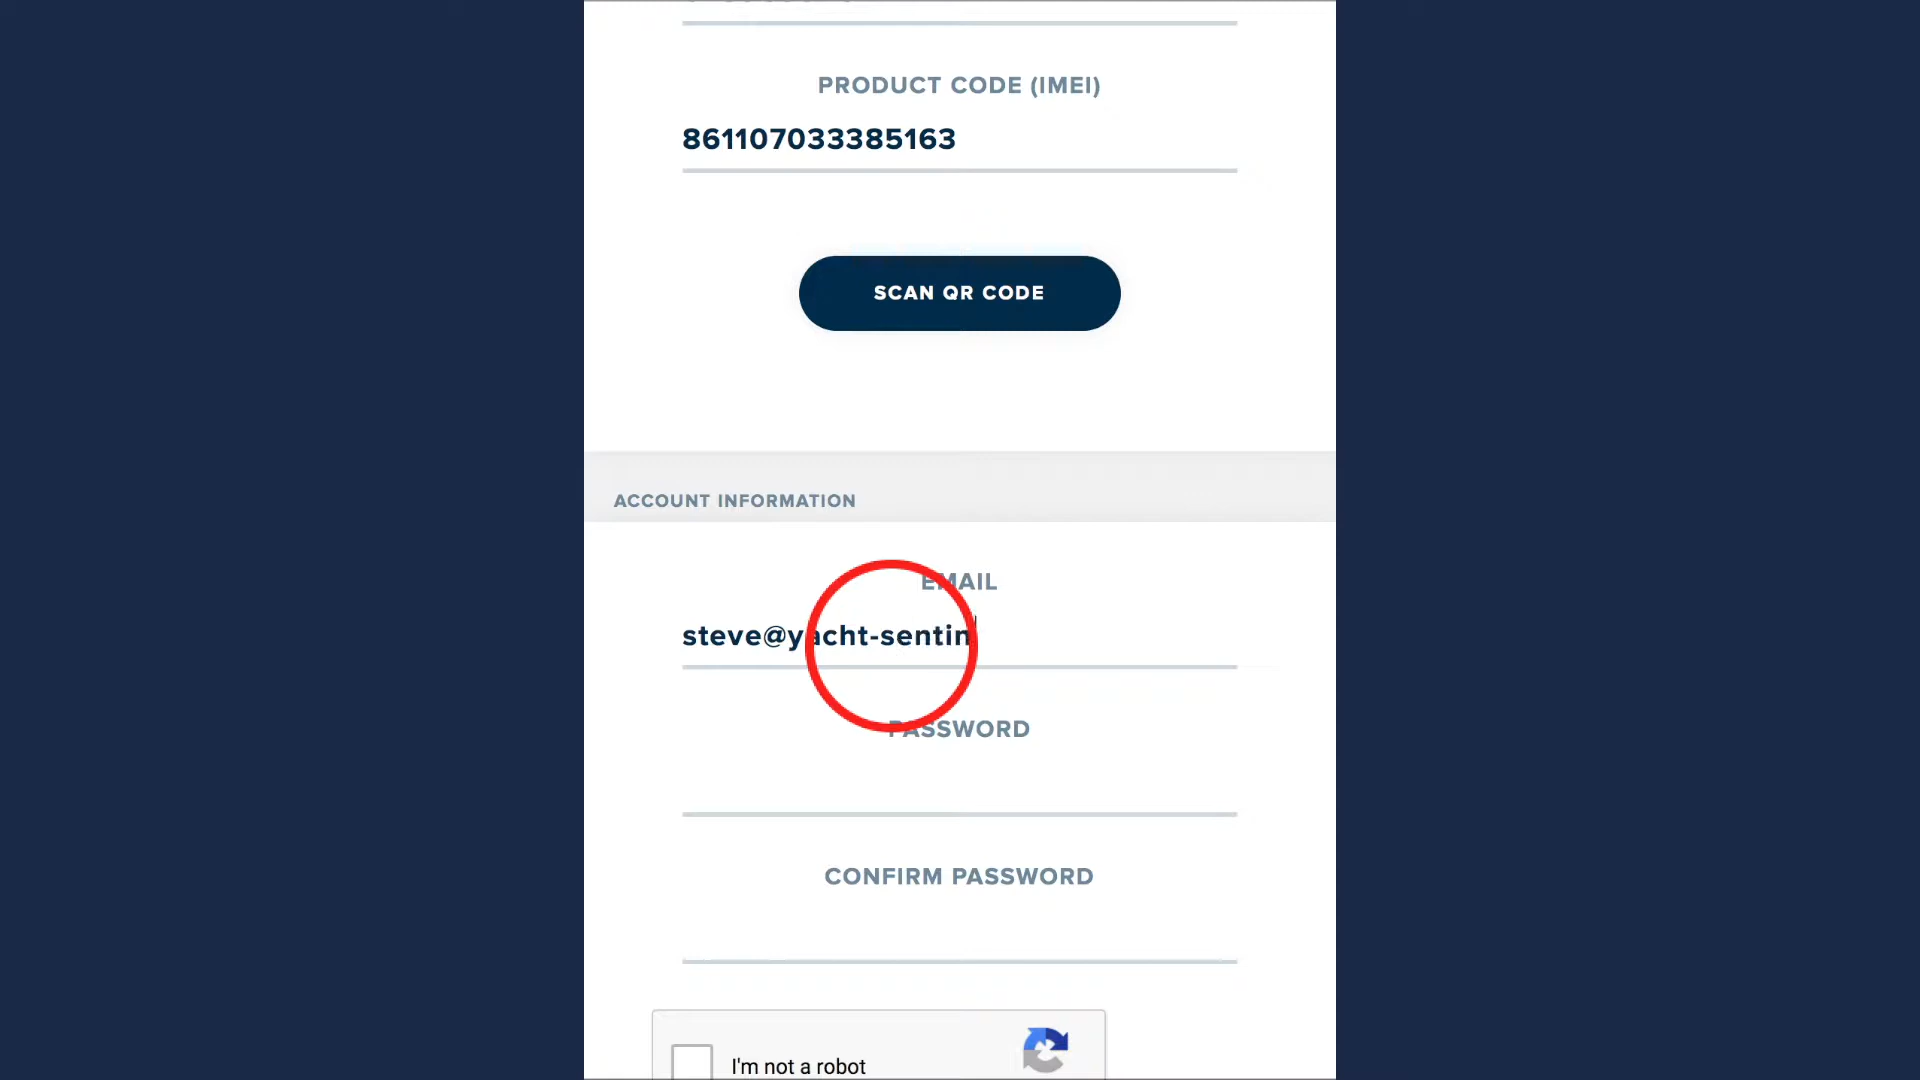 PRODUCT CODE (IMEI)
861107033385163
SCAN QR CODE
ACCOUNT INFORMATION
EMAIL
steve@yacht-sentin
PASSWORD
CONFIRM PASSWORD
I'm not a robot